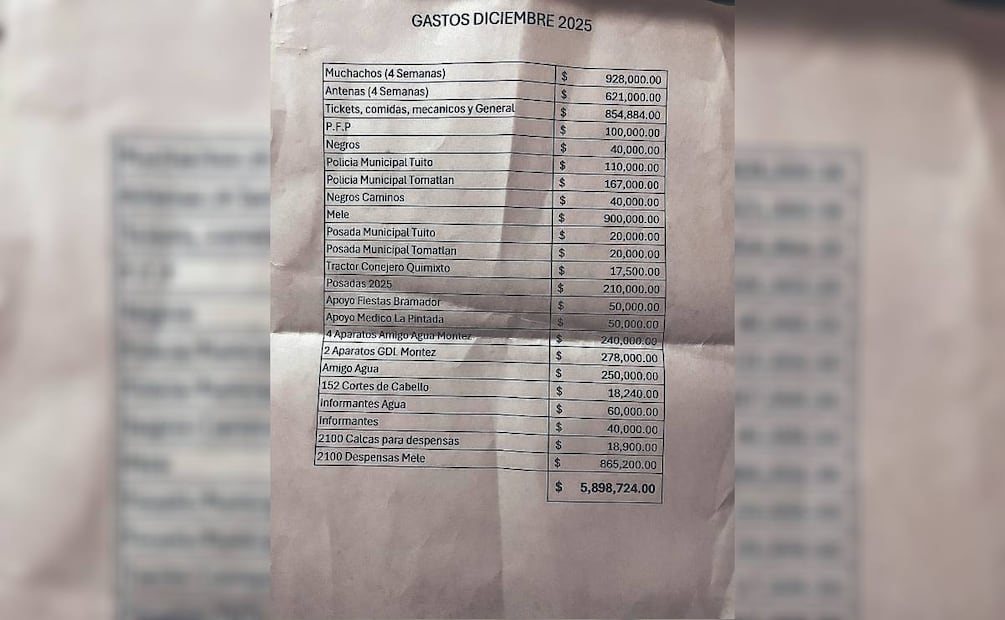 GASTOS DICIEMBRE 2025
Muchachos (4 Semanas) $ 928,000.00
Antenas (4 Semanas) $ 621,000.00
Tickets, comidas, mecanicos y General $ 854,884.00
P.F.P $ 100,000.00
Negros $ 40,000.00
Policia Municipal Tuito $ 110,000.00
Policia Municipal Tomatlan $ 167,000.00
Negros Caminos $ 40,000.00
Mele $ 900,000.00
Posada Municipal Tuito $ 20,000.00
Posada Municipal Tomatlan $ 20,000.00
Tractor Conejero Quimixto $ 17,500.00
Posadas 2025 $ 210,000.00
Apoyo Fiestas Bramador $ 50,000.00
Apoyo Medico La Pintada $ 50,000.00
4 Aparatos Amigo Agua Montez $ 240,000.00
2 Aparatos GDL Montez $ 278,000.00
Amigo Agua $ 250,000.00
152 Cortes de Cabello $ 18,240.00
Informantes Agua $ 60,000.00
Informantes $ 40,000.00
2100 Calcas para despensas $ 18,900.00
2100 Despensas Mele $ 865,200.00
$ 5,898,724.00